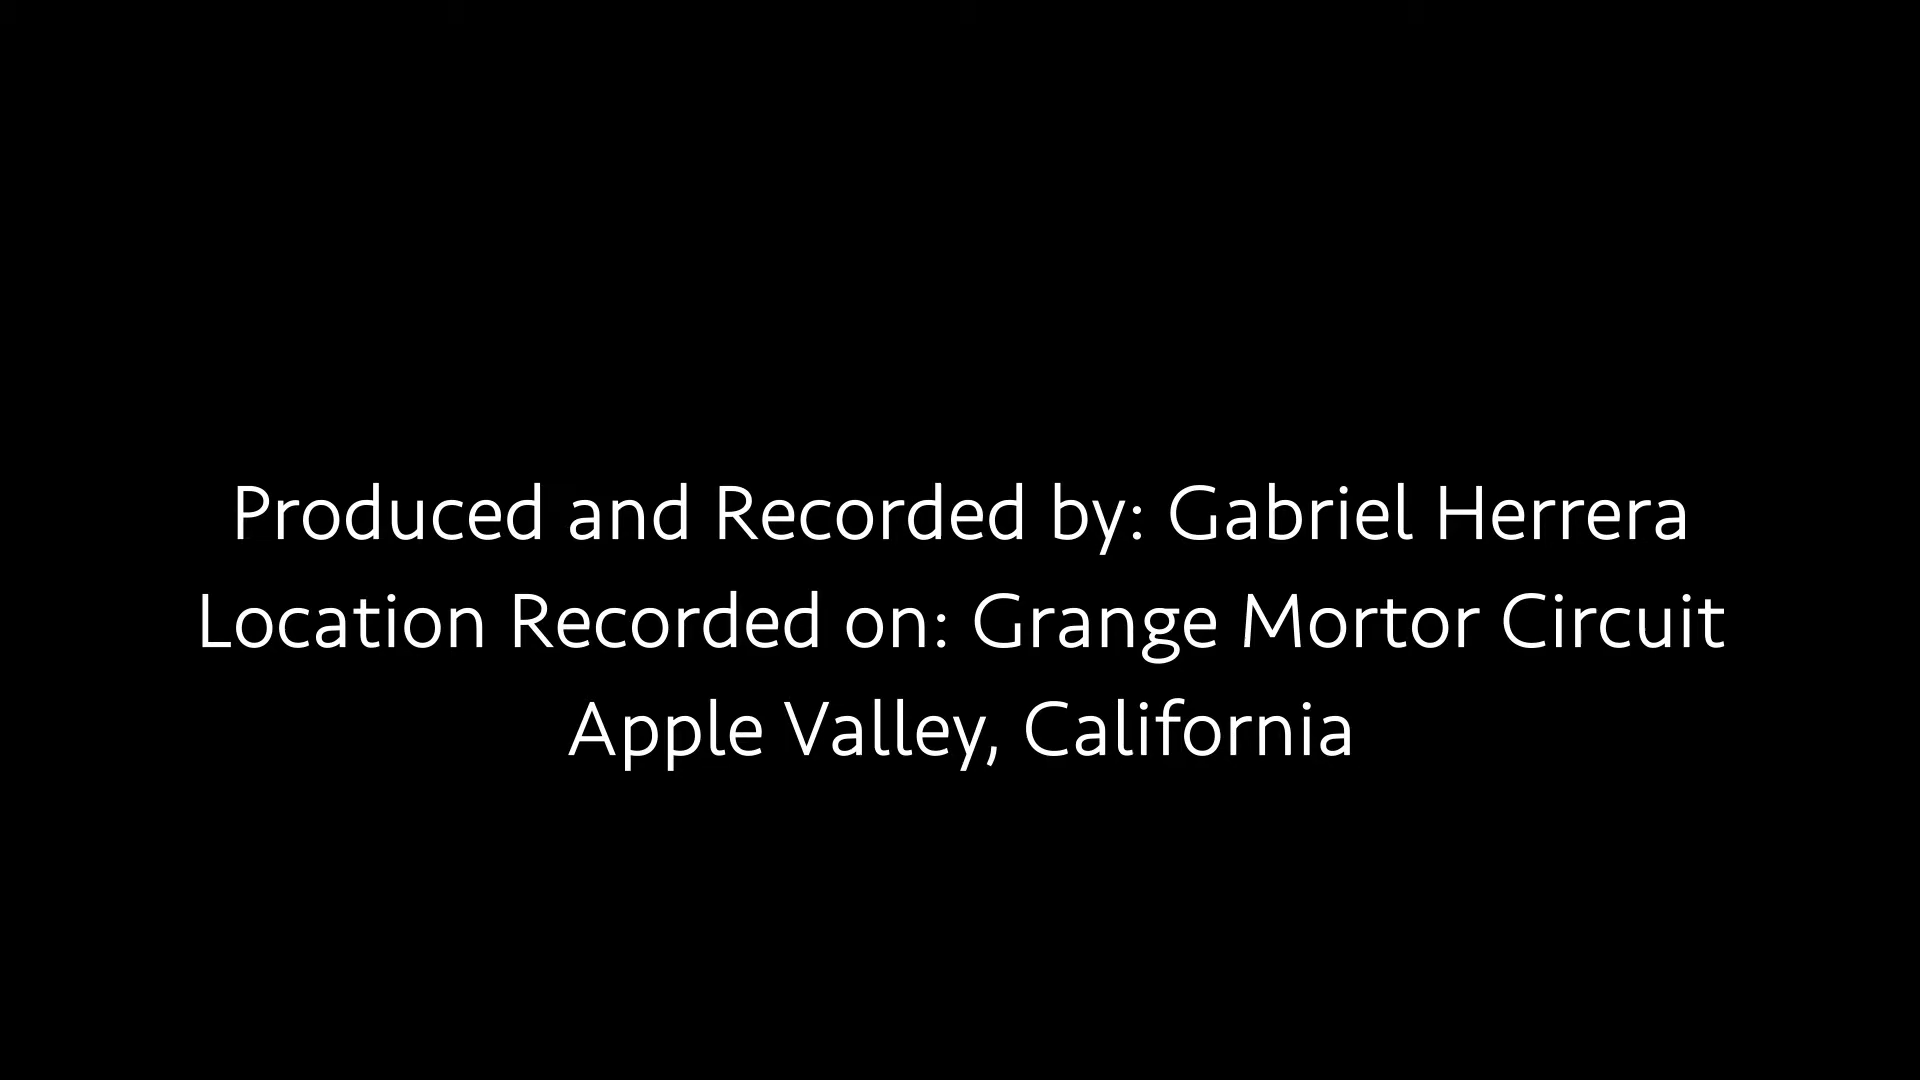 Produced and Recorded by: Gabriel Herrera
Location Recorded on: Grange Mortor Circuit
Apple Valley, California